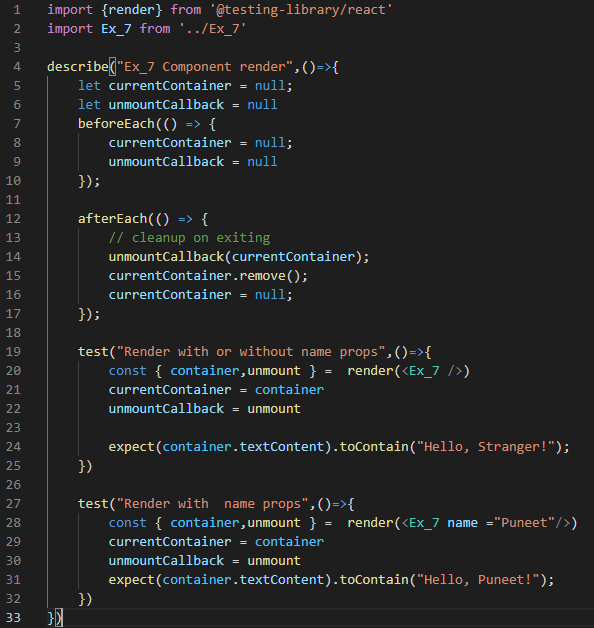 1 import {render} from '@testing-library/react'
2 import Ex_7 from '../Ex_7'
3
4 describe("Ex_7 Component render",()=>{
5     let currentContainer = null;
6     let unmountCallback = null
7     beforeEach(() => {
8         currentContainer = null;
9         unmountCallback = null
10     });
11
12     afterEach(() => {
13         // cleanup on exiting
14         unmountCallback(currentContainer);
15         currentContainer.remove();
16         currentContainer = null;
17     });
18
19     test("Render with or without name props",()=>{
20         const { container,unmount } =  render(<Ex_7 />)
21         currentContainer = container
22         unmountCallback = unmount
23
24         expect(container.textContent).toContain("Hello, Stranger!");
25     })
26
27     test("Render with  name props",()=>{
28         const { container,unmount } =  render(<Ex_7 name ="Puneet"/>)
29         currentContainer = container
30         unmountCallback = unmount
31         expect(container.textContent).toContain("Hello, Puneet!");
32     })
33 })